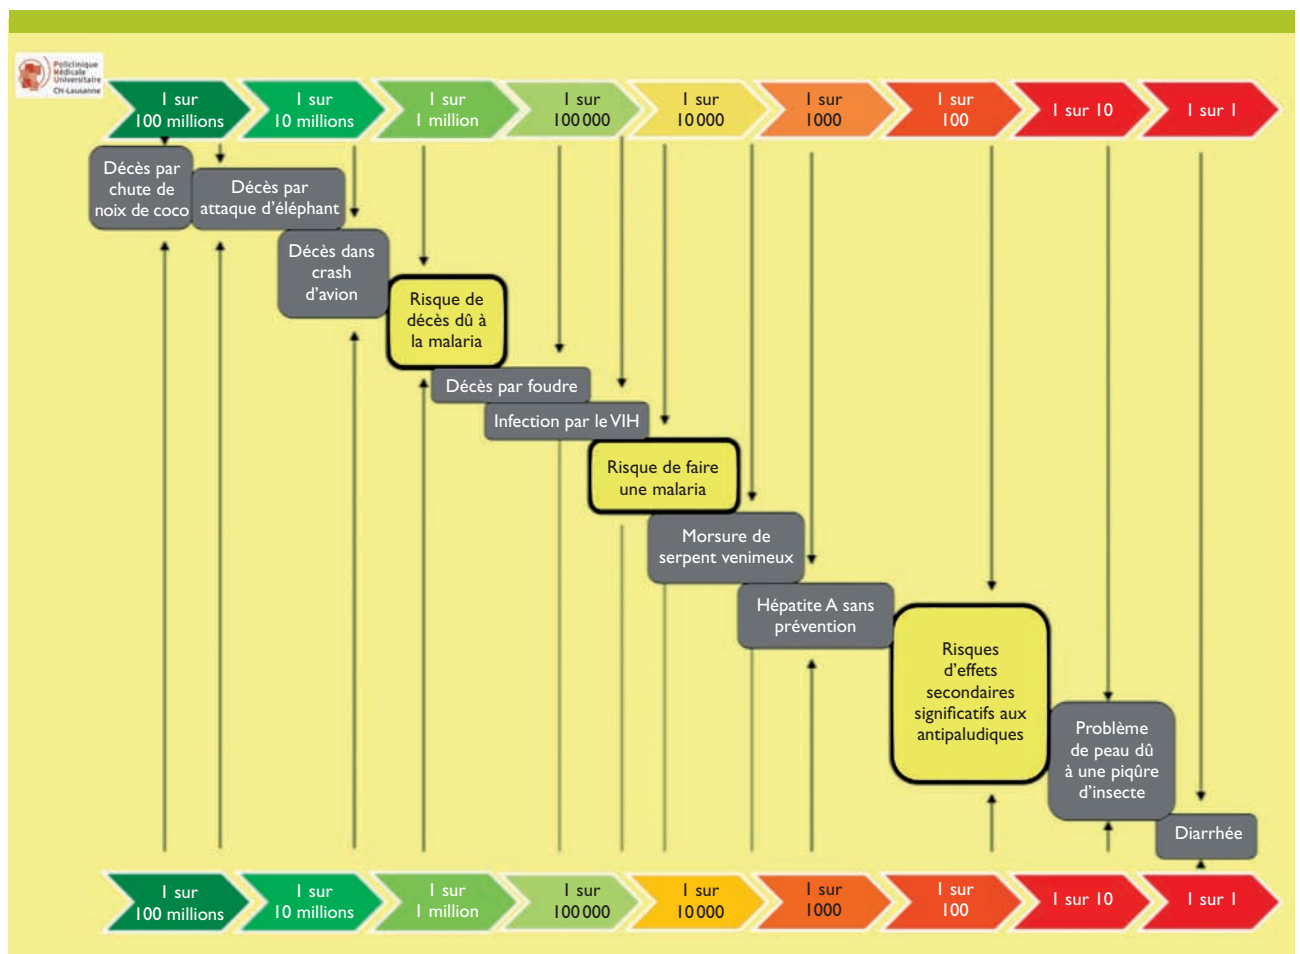 Policlinique
Médicale
Universitaire
CH-Lausanne
1 sur
100 millions
1 sur
10 millions
1 sur
1 million
1 sur
100 000
1 sur
10 000
1 sur
1000
1 sur
100
1 sur 10
1 sur 1
Décès par
chute de
noix de coco
Décès par
attaque d'éléphant
Décès dans
crash
d'avion
Risque de
décès dû à
la malaria
Décès par foudre
Infection par le VIH
Risque de faire
une malaria
Morsure de
serpent venimeux
Hépatite A sans
prévention
Risques
d'effets
secondaires
significatifs aux
antipaludiques
Problème
de peau dû
à une piqûre
d'insecte
Diarrhée
1 sur
100 millions
1 sur
10 millions
1 sur
1 million
1 sur
100 000
1 sur
10 000
1 sur
1000
1 sur
100
1 sur 10
1 sur 1